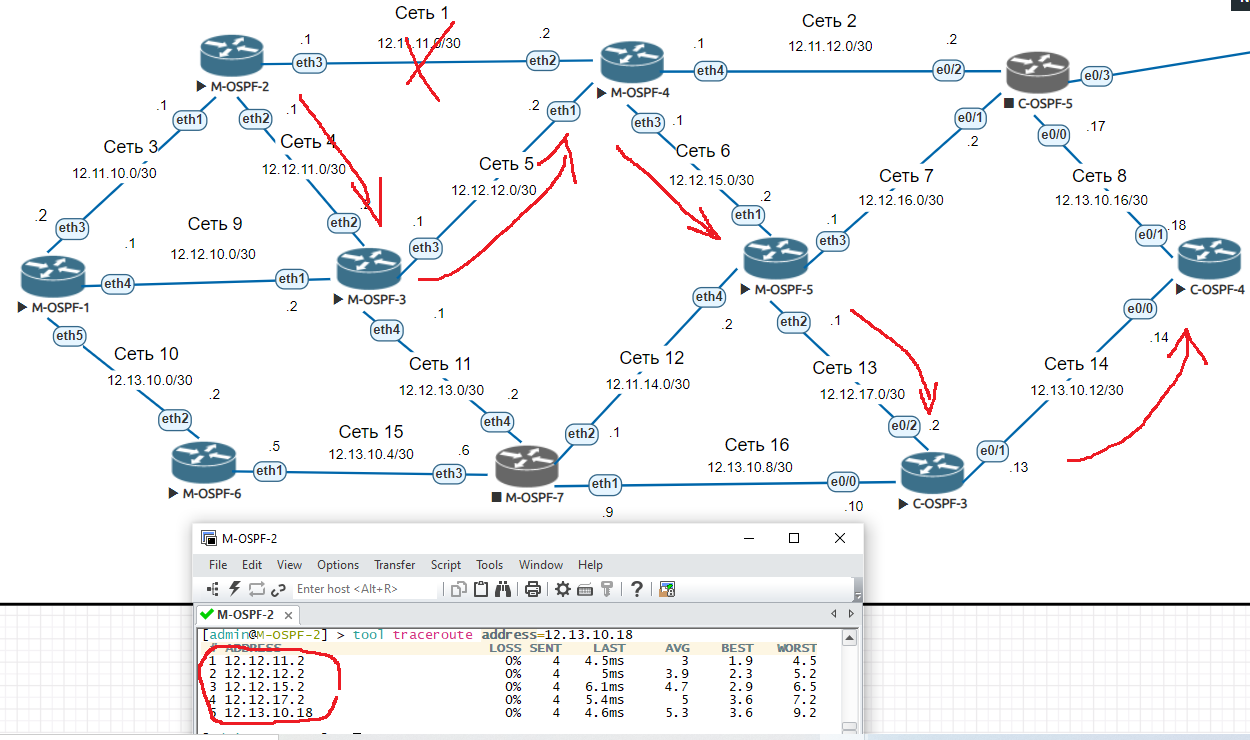 Сеть 1
12.11.11.0/30
.1
eth3
.2
eth2
M-OSPF-2
M-OSPF-4
Сеть 2
12.11.12.0/30
.1
eth4
.2
e0/2
C-OSPF-5
e0/3
.1
eth1
eth2
.1
Сеть 3
12.11.10.0/30
Сеть 4
12.12.11.0/30
.2
eth1
Сеть 5
12.12.12.0/30
eth3
.1
Сеть 6
12.12.15.0/30
e0/1
.2
e0/0
.17
Сеть 7
12.12.16.0/30
Сеть 8
12.13.10.16/30
.2
eth3
Сеть 9
12.12.10.0/30
.1
eth4
eth1
.2
.2
eth2
M-OSPF-3
.1
eth3
.2
eth1
M-OSPF-5
.1
eth3
.18
e0/1
C-OSPF-4
M-OSPF-1
eth5
Сеть 10
12.13.10.0/30
.2
eth2
eth4
.1
Сеть 11
12.12.13.0/30
.2
eth4
eth4
.2
Сеть 12
12.11.14.0/30
eth2
.1
eth2
.1
Сеть 13
12.12.17.0/30
e0/2
.2
e0/0
.14
Сеть 14
12.13.10.12/30
e0/1
.13
M-OSPF-6
.5
eth1
Сеть 15
12.13.10.4/30
.6
eth3
M-OSPF-7
eth1
.9
Сеть 16
12.13.10.8/30
e0/0
.10
C-OSPF-3
M-OSPF-2
File Edit View Options Transfer Script Tools Window Help
Enter host <Alt+R>
M-OSPF-2
[admin@M-OSPF-2] > tool traceroute address=12.13.10.18
# ADDRESS LOSS SENT LAST AVG BEST WORST
1 12.12.11.2 0% 4 4.5ms 3 1.9 4.5
2 12.12.12.2 0% 4 5ms 3.9 2.3 5.2
3 12.12.15.2 0% 4 6.1ms 4.7 2.9 6.5
4 12.12.17.2 0% 4 5.4ms 5 3.6 7.2
5 12.13.10.18 0% 4 4.6ms 5.3 3.6 9.2